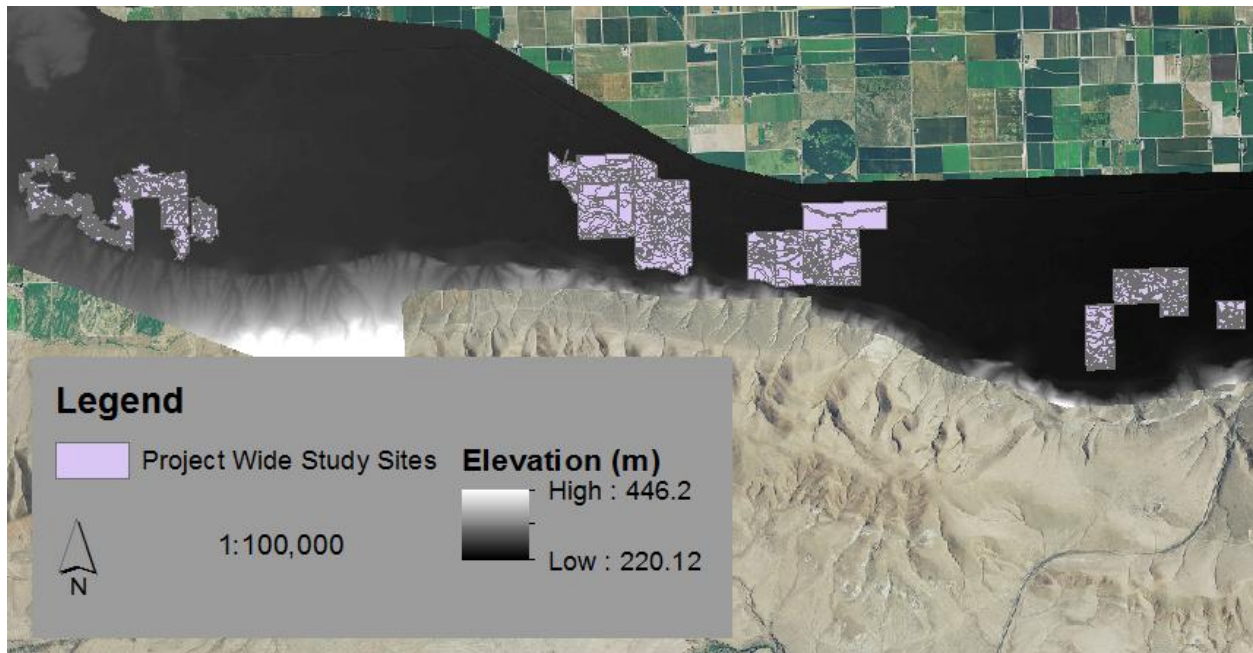 Legend
Project Wide Study Sites
Elevation (m)
High : 446.2
Low : 220.12
1:100,000
N